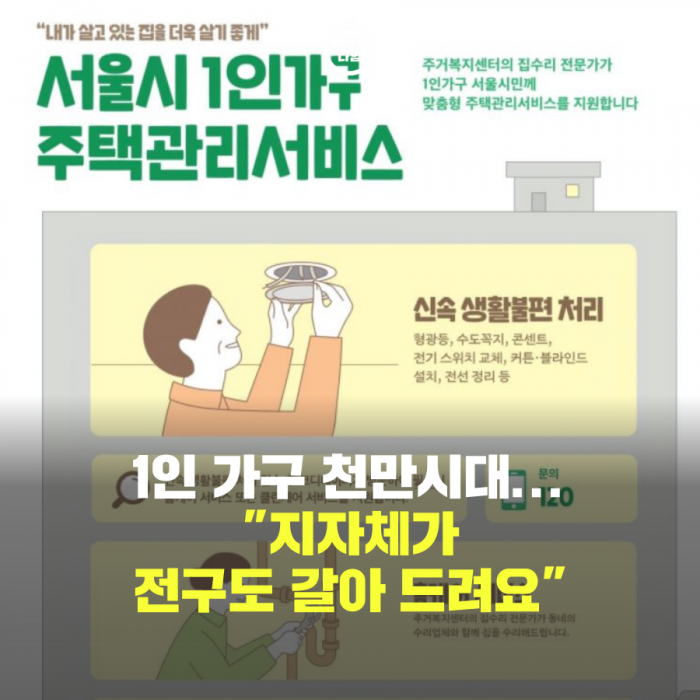 “내가 살고 있는 집을 더욱 살기 좋게”
서울시 1인가구
주택관리서비스
주거복지센터의 집수리 전문가가
1인가구 서울시민께
맞춤형 주택관리서비스를 지원합니다
신속 생활불편 처리
형광등, 수도꼭지, 콘센트,
전기 스위치 교체, 커튼·블라인드
설치, 전선 정리 등
문의
120
1인 가구 천만시대...
"지자체가
전구도 갈아 드려요"
주거복지센터의 집수리 전문가가 동네의
수리업체와 함께 집을 수리해드립니다.